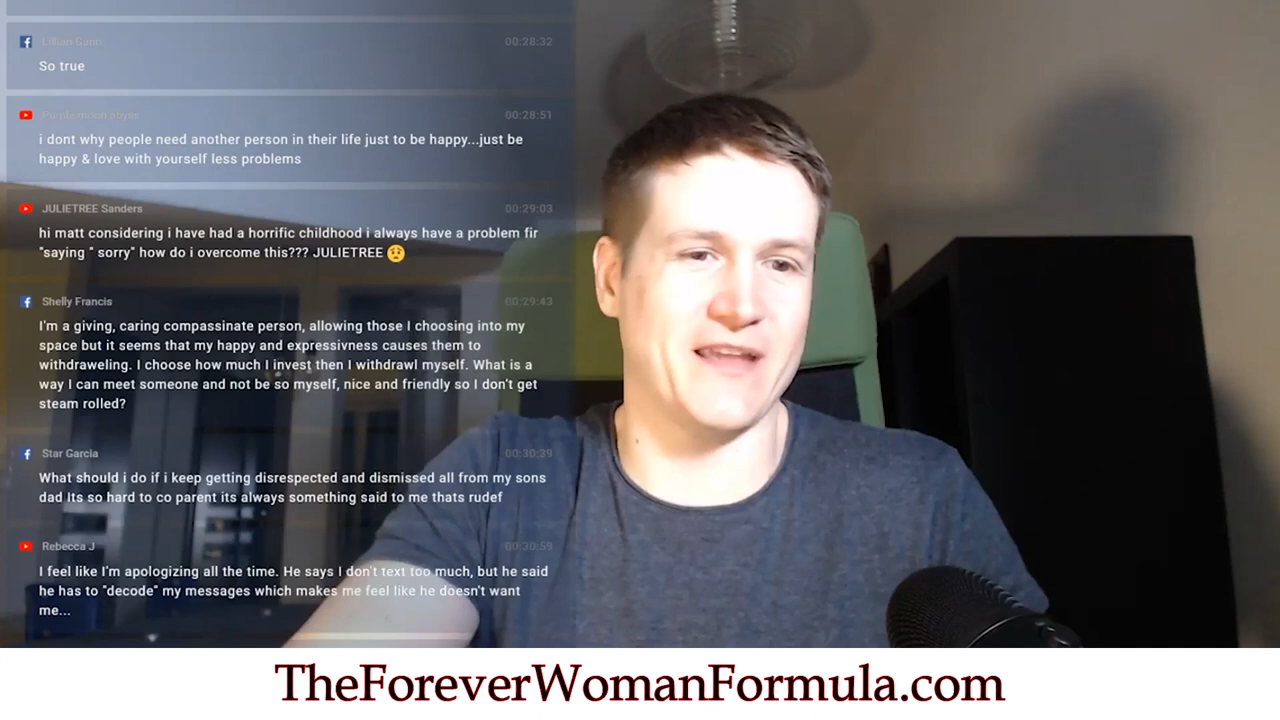 Lillian Gunn 00:28:32
So true
00:28:51
i dont why people need another person in their life just to be happy...just be
happy & love with yourself less problems
JULIETREE Sanders 00:29:03
hi matt considering i have had a horrific childhood i always have a problem fir
"saying " sorry" how do i overcome this??? JULIETREE 😟
Shelly Francis 00:29:43
I'm a giving, caring compassinate person, allowing those I choosing into my
space but it seems that my happy and expressivness causes them to
withdraweling. I choose how much I invest then I withdrawl myself. What is a
way I can meet someone and not be so myself, nice and friendly so I don't get
steam rolled?
Star Garcia 00:30:39
What should i do if i keep getting disrespected and dismissed all from my sons
dad Its so hard to co parent its always something said to me thats rudef
Rebecca J 00:30:59
I feel like I'm apologizing all the time. He says I don't text too much, but he said
he has to "decode" my messages which makes me feel like he doesn't want
me...
TheForeverWomanFormula.com